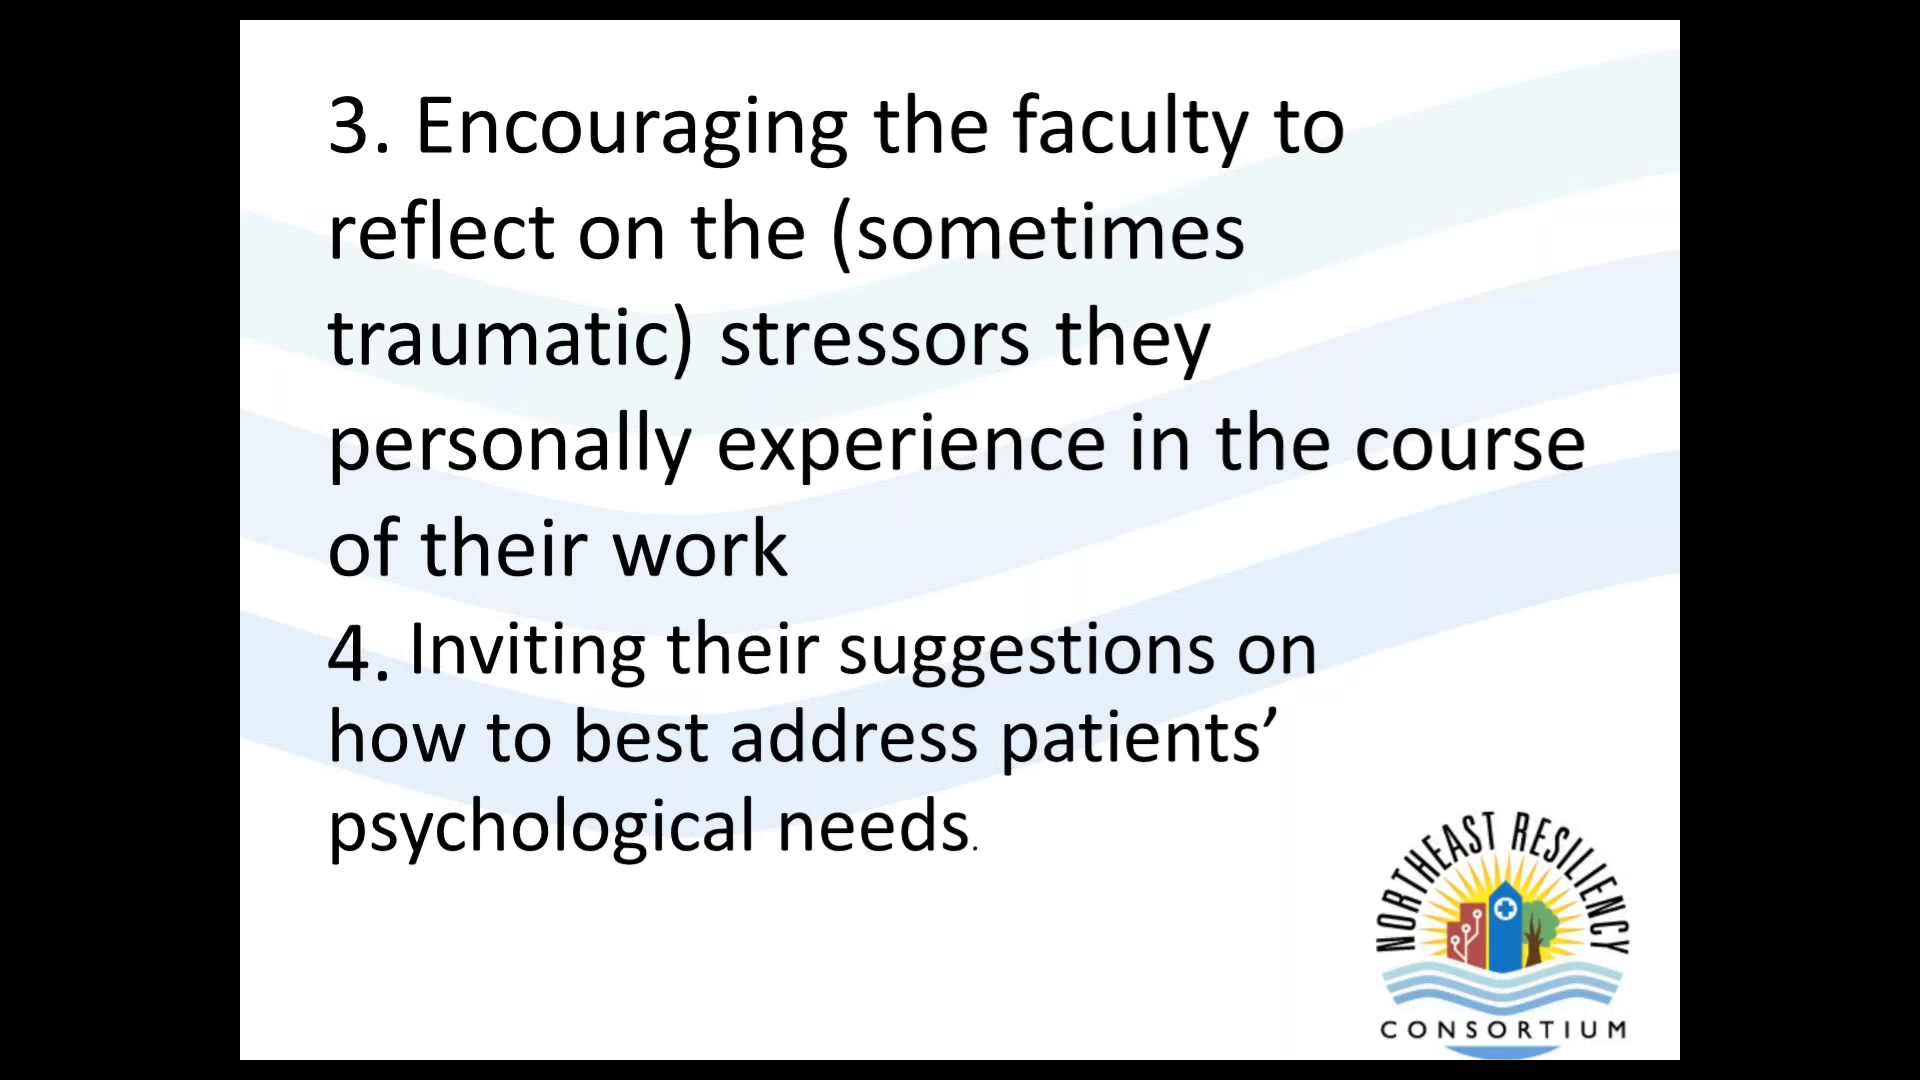 3. Encouraging the faculty to
reflect on the (sometimes
traumatic) stressors they
personally experience in the course
of their work
4. Inviting their suggestions on
how to best address patients’
psychological needs.
NORTHEAST RESILIENCY
CONSORTIUM